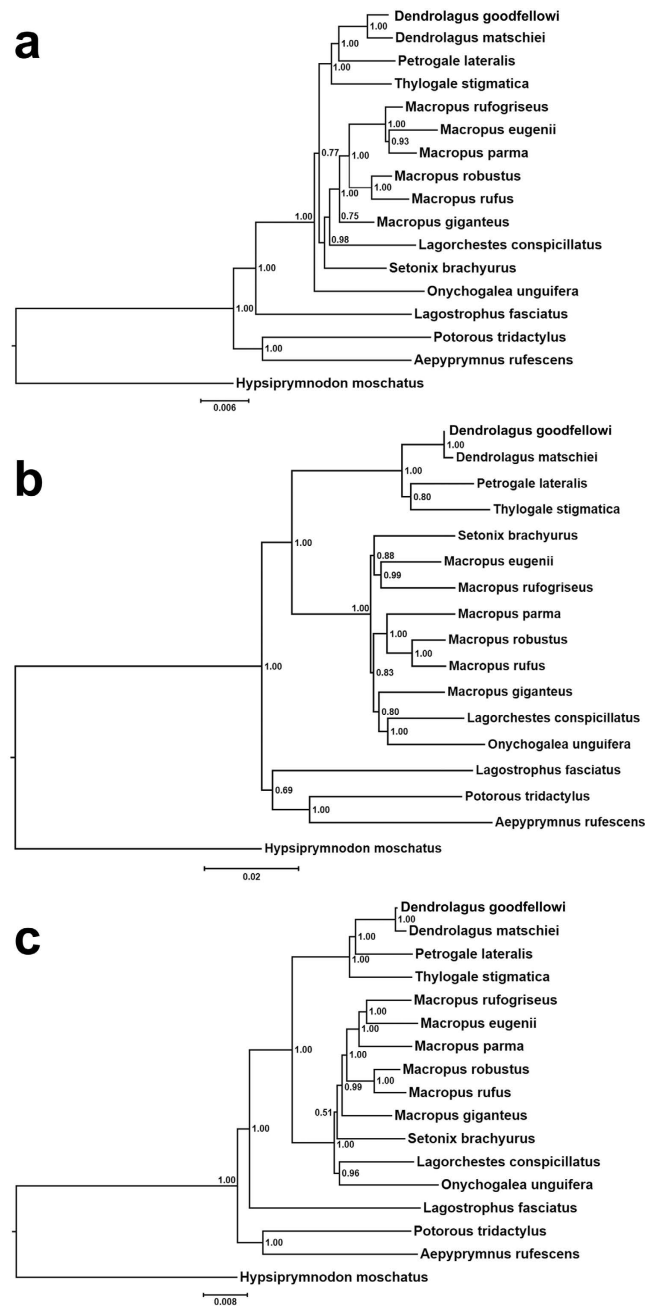 a
Dendrolagus goodfellowi
1.00
Dendrolagus matschiei
1.00
Petrogale lateralis
1.00
Thylogale stigmatica
Macropus rufogriseus
1.00
Macropus eugenii
0.93
Macropus parma
0.77
1.00
Macropus robustus
1.00
1.00
Macropus rufus
0.75
Macropus giganteus
1.00
0.98
Lagorchestes conspicillatus
1.00
Setonix brachyurus
Onychogalea unguifera
1.00
Lagostrophus fasciatus
Potorous tridactylus
1.00
Aepyprymnus rufescens
Hypsiprymnodon moschatus
0.006
b
Dendrolagus goodfellowi
1.00
Dendrolagus matschiei
1.00
Petrogale lateralis
0.80
Thylogale stigmatica
1.00
Setonix brachyurus
0.88
Macropus eugenii
0.99
Macropus rufogriseus
1.00
Macropus parma
1.00
Macropus robustus
1.00
Macropus rufus
1.00
0.83
Macropus giganteus
0.80
Lagorchestes conspicillatus
1.00
Onychogalea unguifera
Lagostrophus fasciatus
0.69
Potorous tridactylus
1.00
Aepyprymnus rufescens
Hypsiprymnodon moschatus
0.02
c
Dendrolagus goodfellowi
1.00
Dendrolagus matschiei
1.00
Petrogale lateralis
1.00
Thylogale stigmatica
Macropus rufogriseus
1.00
Macropus eugenii
1.00
Macropus parma
1.00
1.00
Macropus robustus
1.00
0.99
Macropus rufus
0.51
Macropus giganteus
1.00
1.00
Setonix brachyurus
Lagorchestes conspicillatus
0.96
1.00
Onychogalea unguifera
Lagostrophus fasciatus
Potorous tridactylus
1.00
Aepyprymnus rufescens
Hypsiprymnodon moschatus
0.008